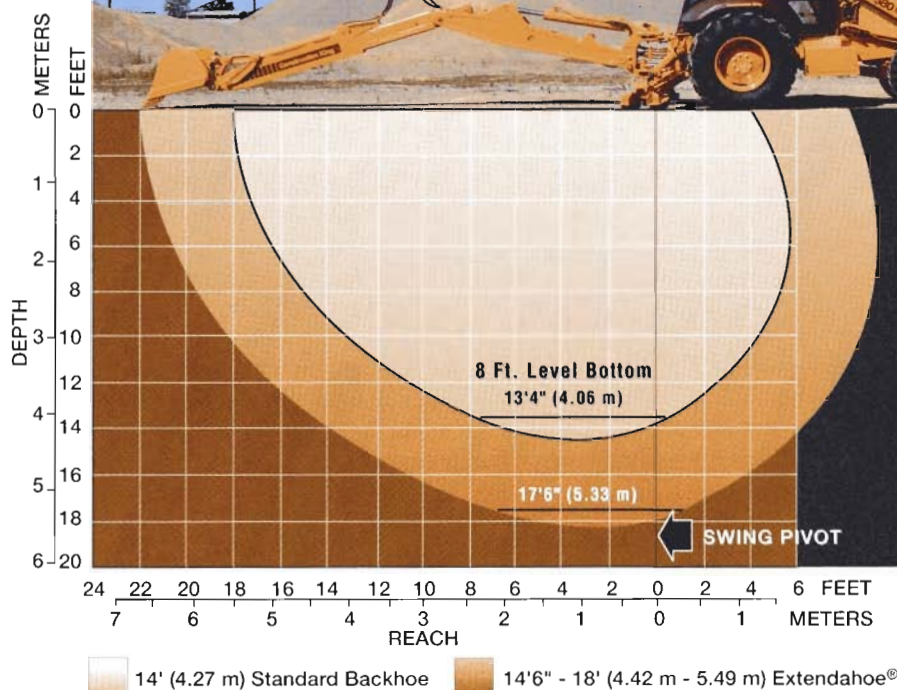 METERS
FEET
0 0
2
1
4
6
2
8
DEPTH
3 10
12
4
14
16
5
18
6 20
8 Ft. Level Bottom
13'4" (4.06 m)
17'6" (5.33 m)
SWING PIVOT
24 22 20 18 16 14 12 10 8 6 4 2 0 2 4 6 FEET
7 6 5 4 3 2 1 0 1 METERS
REACH
14' (4.27 m) Standard Backhoe
14'6" - 18' (4.42 m - 5.49 m) Extendahoe®